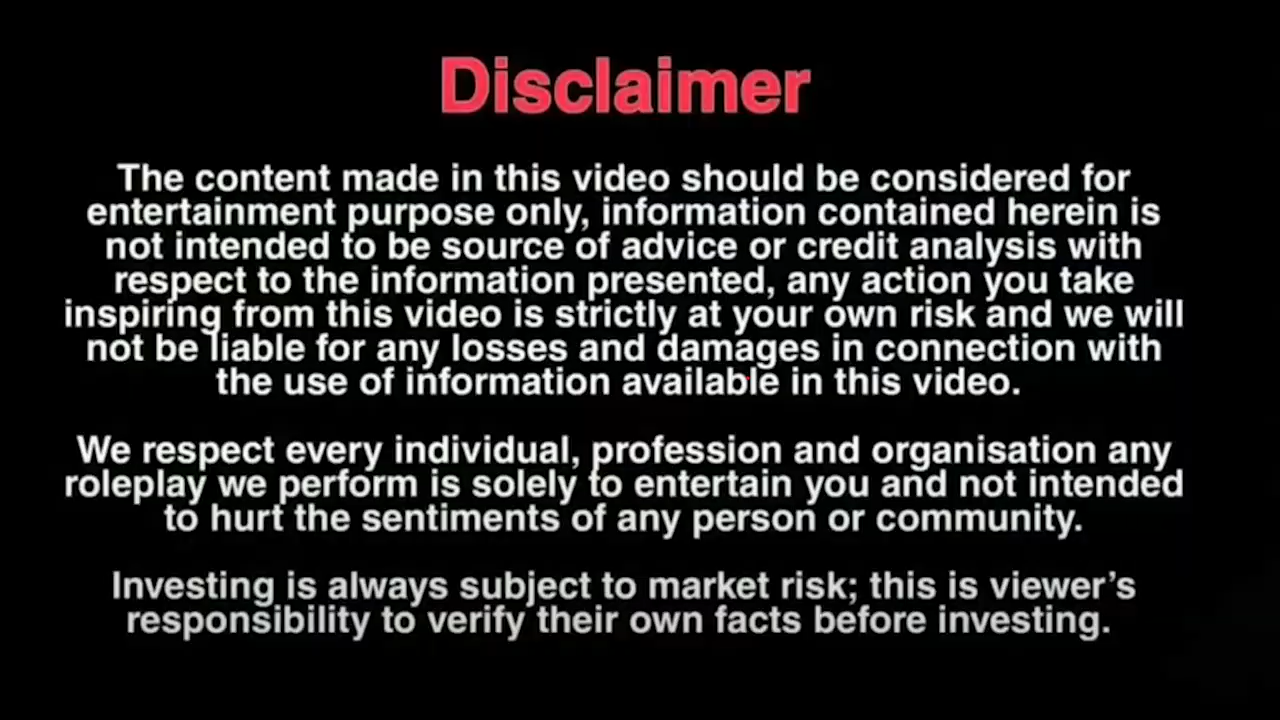 Disclaimer
The content made in this video should be considered for
entertainment purpose only, information contained herein is
not intended to be source of advice or credit analysis with
respect to the information presented, any action you take
inspiring from this video is strictly at your own risk and we will
not be liable for any losses and damages in connection with
the use of information available in this video.
We respect every individual, profession and organisation any
roleplay we perform is solely to entertain you and not intended
to hurt the sentiments of any person or community.
Investing is always subject to market risk; this is viewer’s
responsibility to verify their own facts before investing.